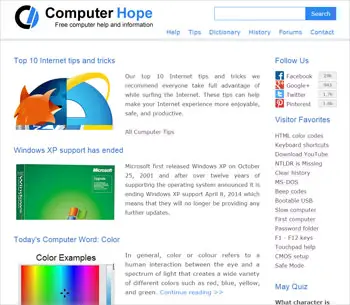 Computer Hope
Free computer help and information
Search
Help Tips Dictionary History Forums Contact
Top 10 Internet tips and tricks
Our top 10 Internet tips and tricks we
recommend everyone take full advantage of
while surfing the Internet. These tips can help
make your Internet experience more enjoyable,
safe, and productive.
All Computer Tips
Windows XP support has ended
Microsoft first released Windows XP on October
25, 2001 and after over twelve years of
supporting the operating system announced it is
ending Windows XP support April 8, 2014 which
means that they will no longer be providing any
further updates.
Today's Computer Word: Color
Color Examples
In general, color or colour refers to a
human interaction between the eye and a
spectrum of light that creates a wide variety
of different colors such as red, blue, yellow,
and green. Continue reading >>
Follow Us
Facebook
Google+
Twitter
Pinterest
Visitor Favorites
HTML color codes
Keyboard shortcuts
Download YouTube
NTLDR is Missing
Clear History
MS-DOS
Beep codes
Bootable USB
Slow computer
First computer
Password folder
F1 - F12 keys
Touchpad help
CMOS setup
Safe Mode
May Quiz
What character is